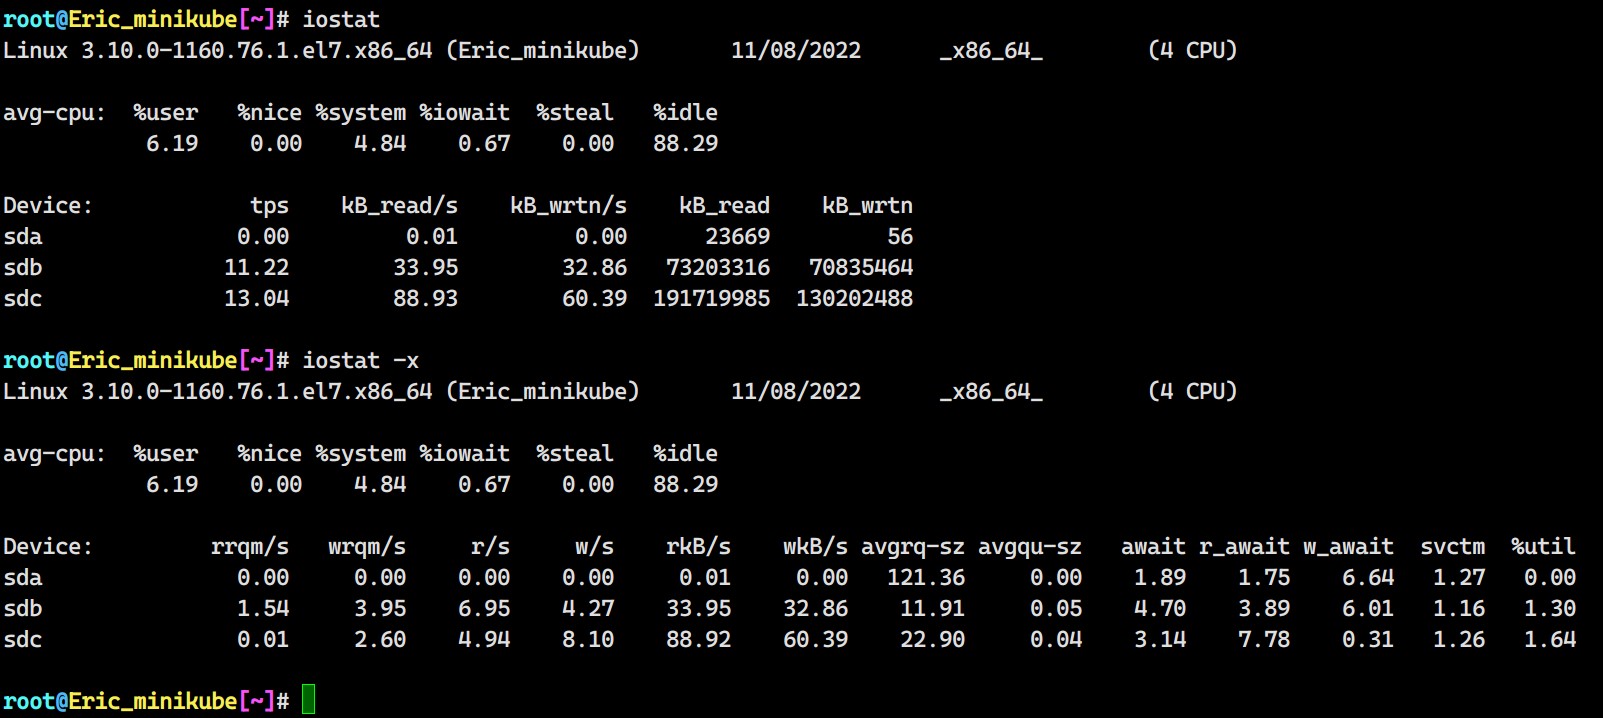 root@Eric_minikube[~]# iostat
Linux 3.10.0-1160.76.1.el7.x86_64 (Eric_minikube) 11/08/2022 _x86_64_ (4 CPU)
avg-cpu: %user %nice %system %iowait %steal %idle
6.19 0.00 4.84 0.67 0.00 88.29
Device: tps kB_read/s kB_wrtn/s kB_read kB_wrtn
sda 0.00 0.01 0.00 23669 56
sdb 11.22 33.95 32.86 73203316 70835464
sdc 13.04 88.93 60.39 191719985 130202488
root@Eric_minikube[~]# iostat -x
Linux 3.10.0-1160.76.1.el7.x86_64 (Eric_minikube) 11/08/2022 _x86_64_ (4 CPU)
avg-cpu: %user %nice %system %iowait %steal %idle
6.19 0.00 4.84 0.67 0.00 88.29
Device: rrqm/s wrqm/s r/s w/s rkB/s wkB/s avgrq-sz avgqu-sz await r_await w_await svctm %util
sda 0.00 0.00 0.00 0.00 0.01 0.00 121.36 0.00 1.89 1.75 6.64 1.27 0.00
sdb 1.54 3.95 6.95 4.27 33.95 32.86 11.91 0.05 4.70 3.89 6.01 1.16 1.30
sdc 0.01 2.60 4.94 8.10 88.92 60.39 22.90 0.04 3.14 7.78 0.31 1.26 1.64
root@Eric_minikube[~]#